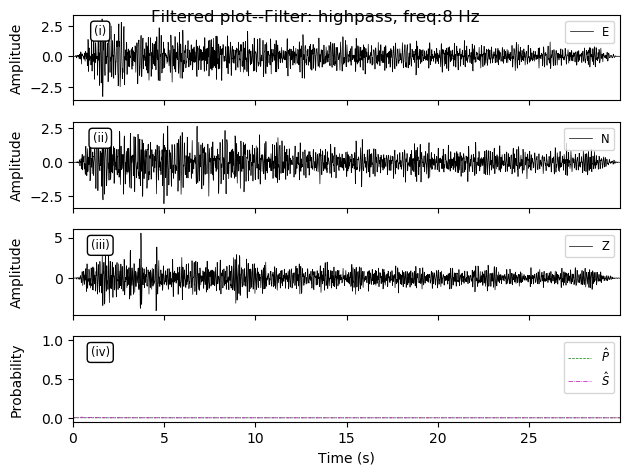 Filtered plot--Filter: highpass, freq:8 Hz
Amplitude
2.5
0.0
−2.5
(i)
E
Amplitude
2.5
0.0
−2.5
(ii)
N
Amplitude
5
0
(iii)
Z
Probability
1.0
0.5
0.0
(iv)
P̂
Ŝ
0 5 10 15 20 25
Time (s)